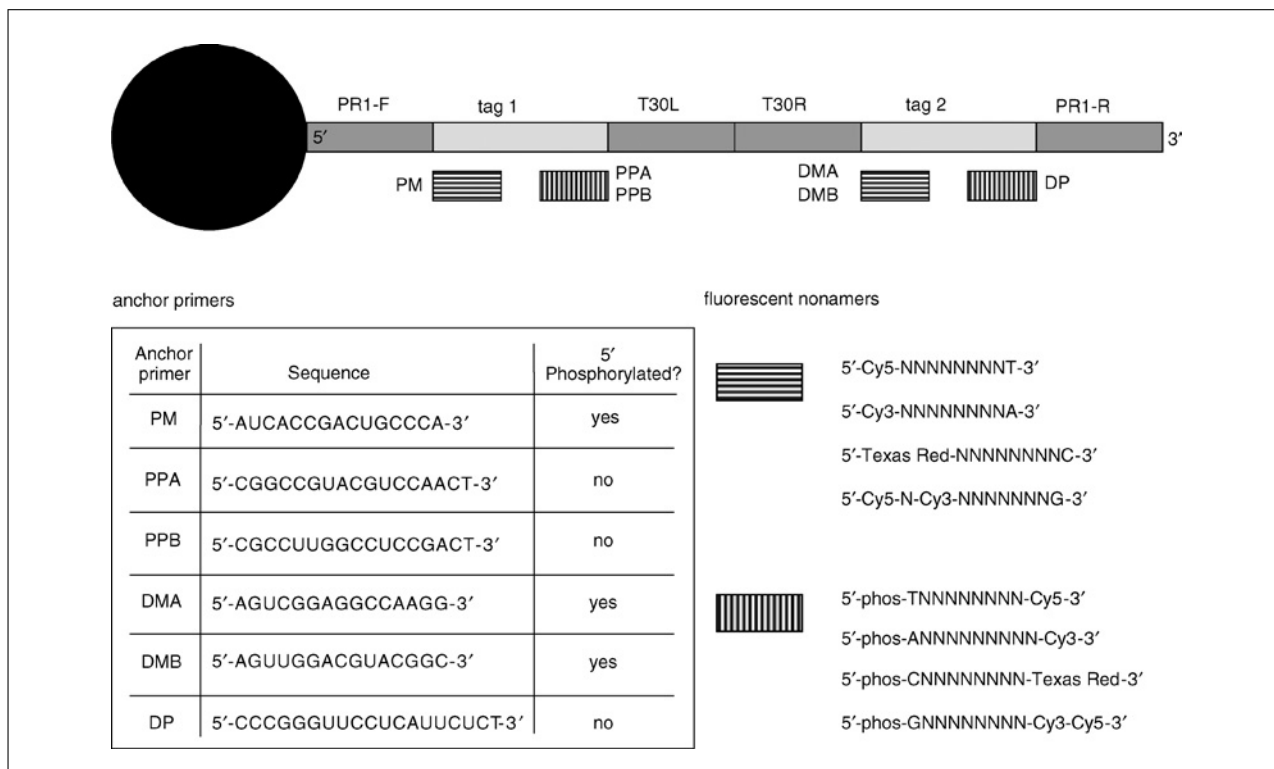 PR1-F tag 1 T30L T30R tag 2 PR1-R
5′ 3′
PM PPA DMA DP
PPB DMB
anchor primers
Anchor primer Sequence 5′ Phosphorylated?
PM 5′-AUCACCGACUGCCCA-3′ yes
PPA 5′-CGGCCGUACGUCCAACT-3′ no
PPB 5′-CGCCUUGGCCUCCGACT-3′ no
DMA 5′-AGUCGGAGGCCAAGG-3′ yes
DMB 5′-AGUUGGACGUACGGC-3′ yes
DP 5′-CCCGGGUUCCUCAUUCUCT-3′ no
fluorescent nonamers
5′-Cy5-NNNNNNNNT-3′
5′-Cy3-NNNNNNNNA-3′
5′-Texas Red-NNNNNNNNC-3′
5′-Cy5-N-Cy3-NNNNNNNG-3′
5′-phos-TNNNNNNNN-Cy5-3′
5′-phos-ANNNNNNNNN-Cy3-3′
5′-phos-CNNNNNNNN-Texas Red-3′
5′-phos-GNNNNNNNN-Cy3-Cy5-3′